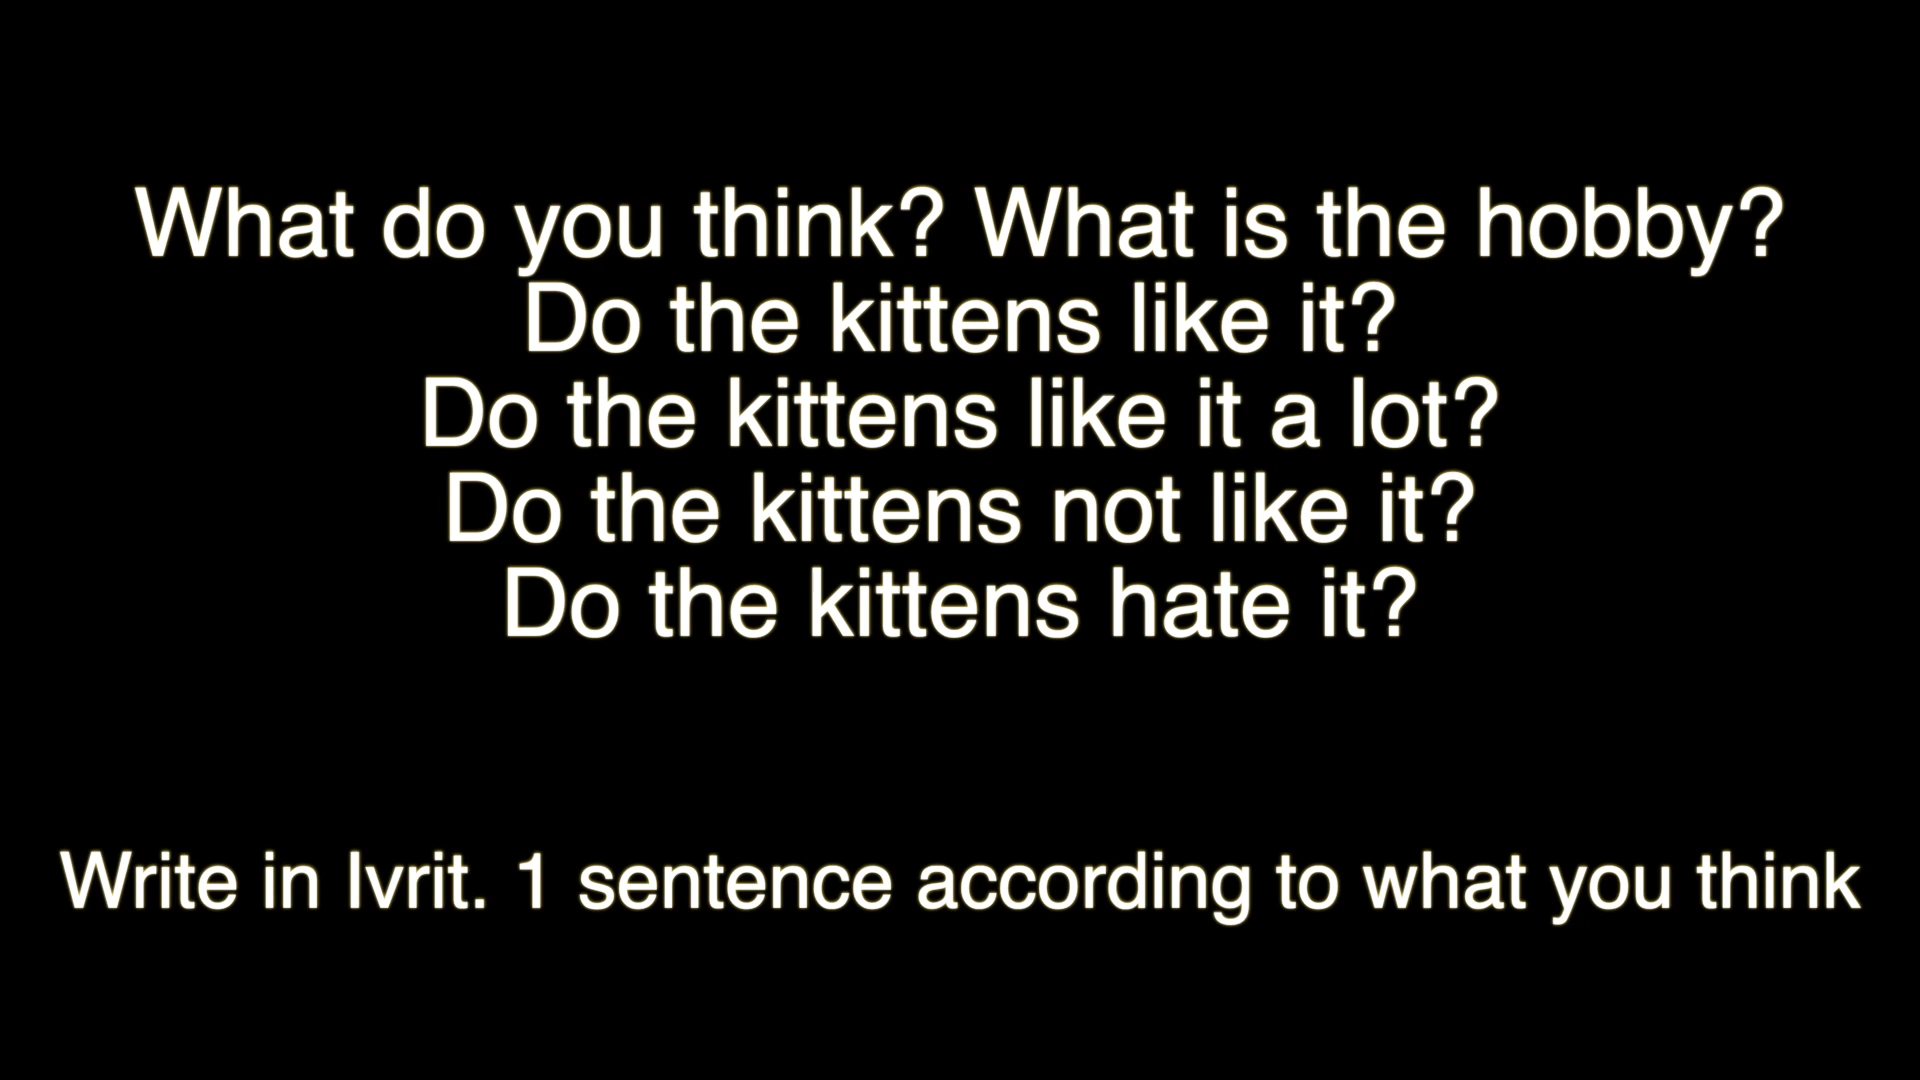 What do you think? What is the hobby?
Do the kittens like it?
Do the kittens like it a lot?
Do the kittens not like it?
Do the kittens hate it?
Write in Ivrit. 1 sentence according to what you think